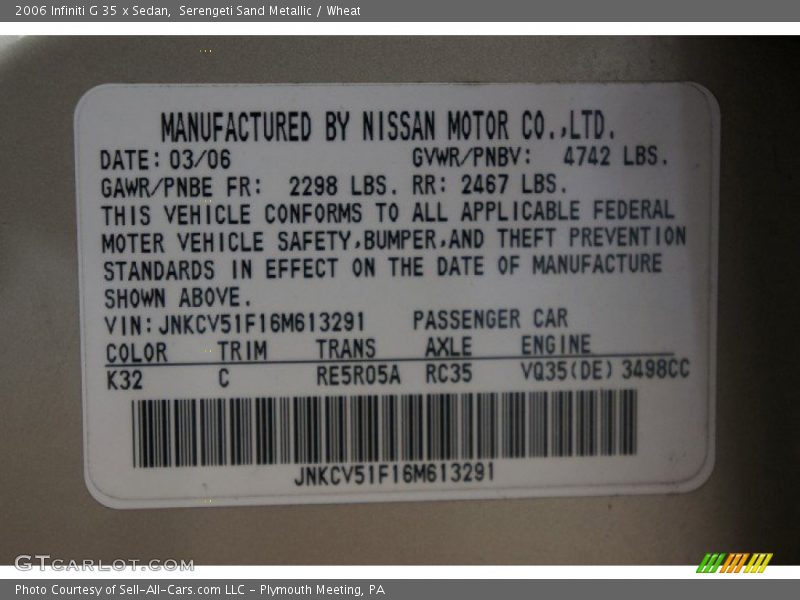 2006 Infiniti G 35 x Sedan,  Serengeti Sand Metallic / Wheat
MANUFACTURED BY NISSAN MOTOR CO.,LTD.
DATE: 03/06 GVWR/PNBV: 4742 LBS.
GAWR/PNBE FR: 2298 LBS. RR: 2467 LBS.
THIS VEHICLE CONFORMS TO ALL APPLICABLE FEDERAL
MOTER VEHICLE SAFETY,BUMPER,AND THEFT PREVENTION
STANDARDS IN EFFECT ON THE DATE OF MANUFACTURE
SHOWN ABOVE.
VIN: JNKCV51F16M613291 PASSENGER CAR
COLOR TRIM TRANS AXLE ENGINE
K32 C RE5R05A RC35 VQ35(DE) 3498CC
JNKCV51F16M613291
GTCARLOT.COM
Photo Courtesy of Sell-All-Cars.com LLC - Plymouth Meeting, PA